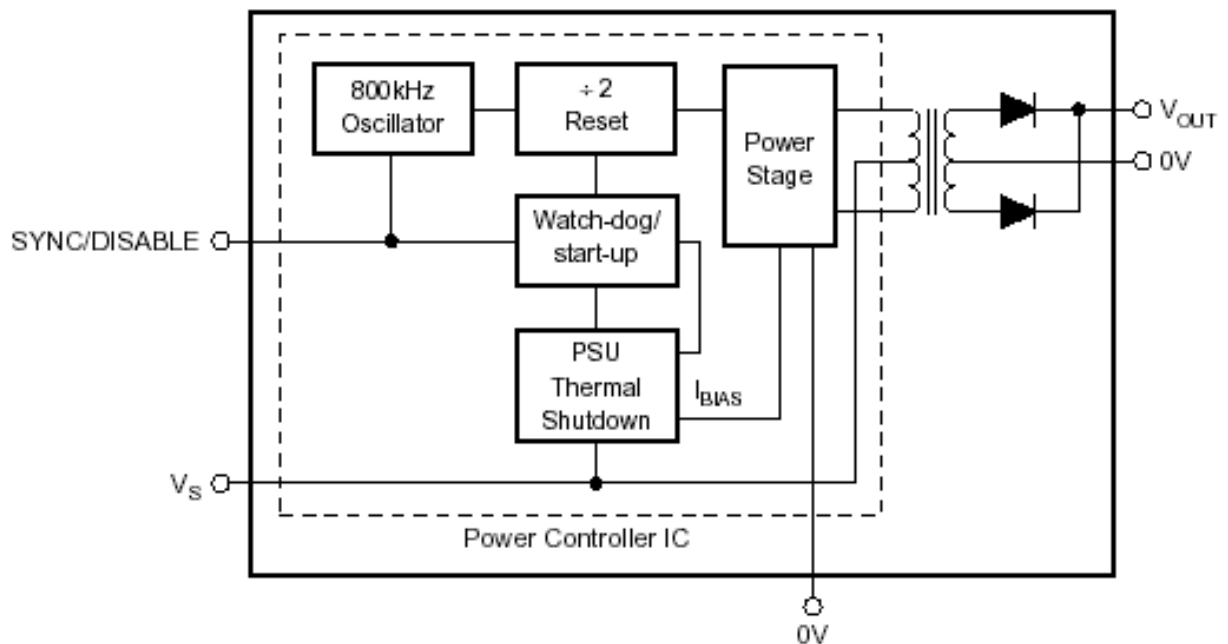 800kHz
Oscillator
÷ 2
Reset
Power
Stage
V_OUT
0V
SYNC/DISABLE
Watch-dog/
start-up
PSU
Thermal
Shutdown
I_BIAS
V_S
Power Controller IC
0V